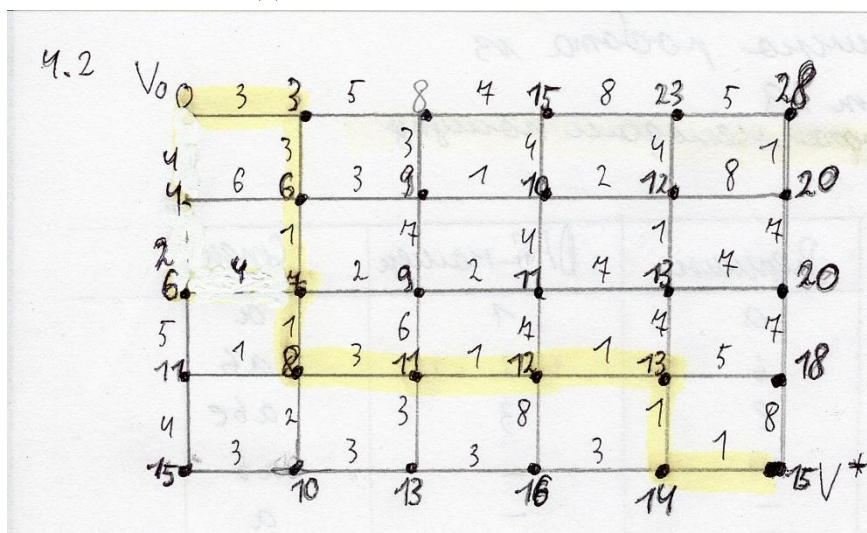 4.2 V₀ 0 3 3 5 8 7 15 8 23 5 28
4 3 3 4 4 1
4 6 6 3 9 1 10 2 12 8 20
2 1 7 4 1 7
6 4 7 2 9 2 11 7 13 7 20
5 1 6 7 7 7
11 1 8 3 11 1 12 1 13 5 18
4 2 3 8 1 8
15 3 3 3 3 1 15 V*
10 13 16 14